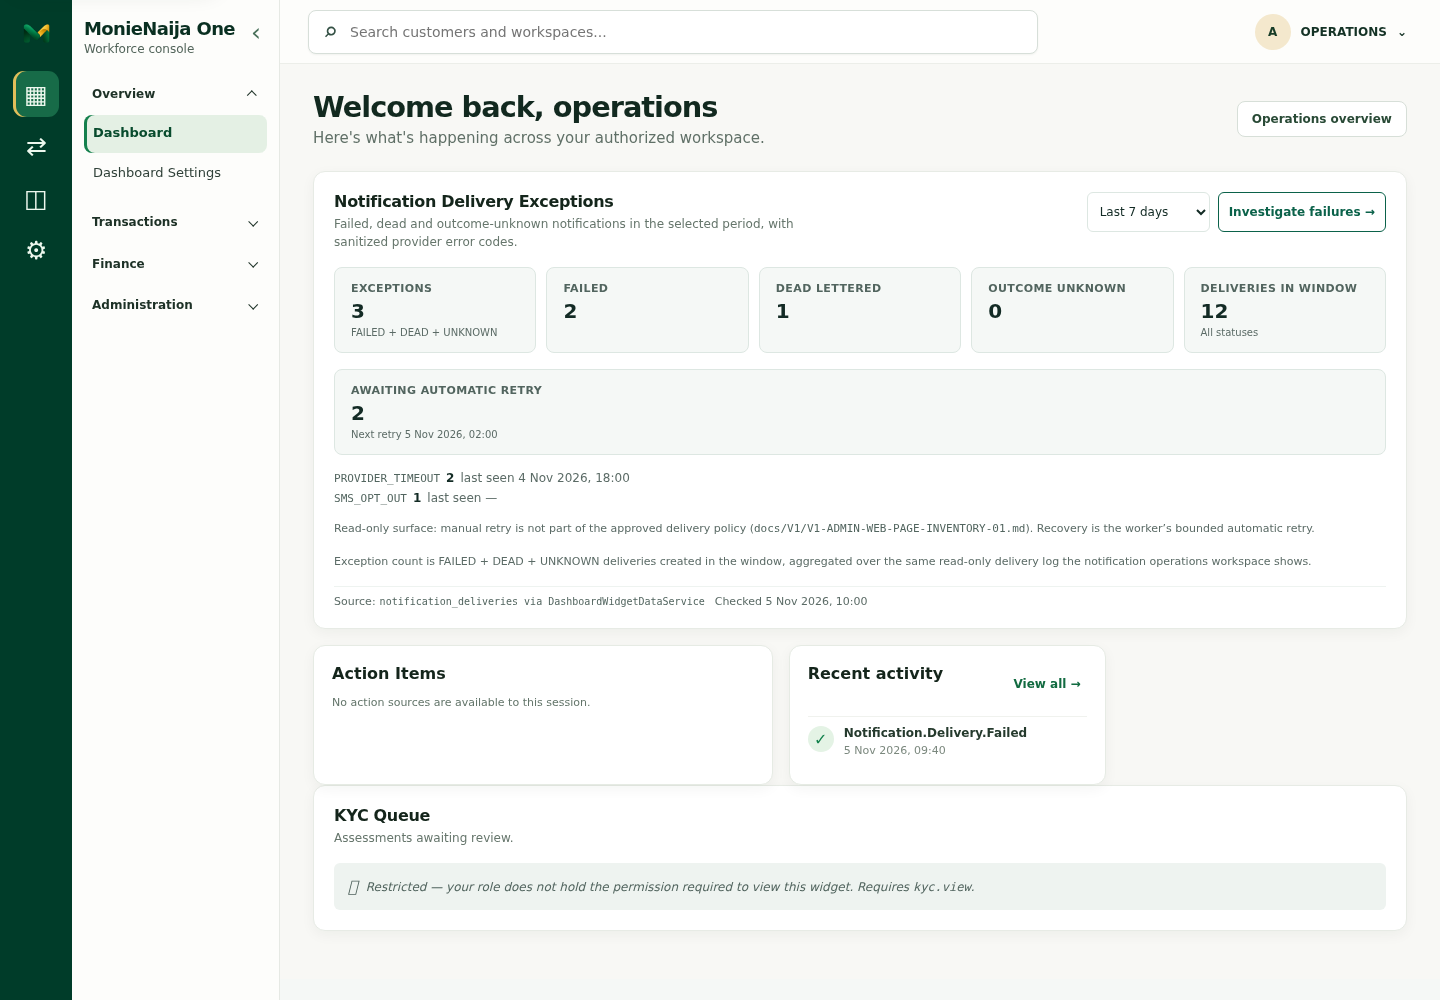 MonieNaija One
Workforce console
Overview
Dashboard
Dashboard Settings
Transactions
Finance
Administration
Search customers and workspaces...
A OPERATIONS
Welcome back, operations
Here's what's happening across your authorized workspace.
Operations overview
Notification Delivery Exceptions
Failed, dead and outcome-unknown notifications in the selected period, with
sanitized provider error codes.
Last 7 days
Investigate failures →
EXCEPTIONS
3
FAILED + DEAD + UNKNOWN
FAILED
2
DEAD LETTERED
1
OUTCOME UNKNOWN
0
DELIVERIES IN WINDOW
12
All statuses
AWAITING AUTOMATIC RETRY
2
Next retry 5 Nov 2026, 02:00
PROVIDER_TIMEOUT 2 last seen 4 Nov 2026, 18:00
SMS_OPT_OUT 1 last seen —
Read-only surface: manual retry is not part of the approved delivery policy (docs/V1/V1-ADMIN-WEB-PAGE-INVENTORY-01.md). Recovery is the worker’s bounded automatic retry.
Exception count is FAILED + DEAD + UNKNOWN deliveries created in the window, aggregated over the same read-only delivery log the notification operations workspace shows.
Source: notification_deliveries via DashboardWidgetDataService Checked 5 Nov 2026, 10:00
Action Items
No action sources are available to this session.
Recent activity
View all →
Notification.Delivery.Failed
5 Nov 2026, 09:40
KYC Queue
Assessments awaiting review.
Restricted — your role does not hold the permission required to view this widget. Requires kyc.view.